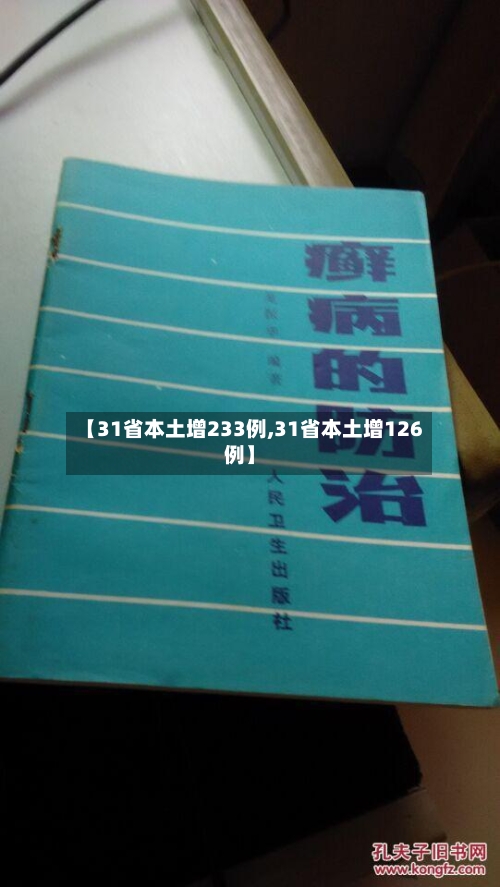 癣病的防治
编著
人民卫生出版社
【31省本土增233例,31省本土增126
例】
孔夫子旧书网
www.kongfz.com